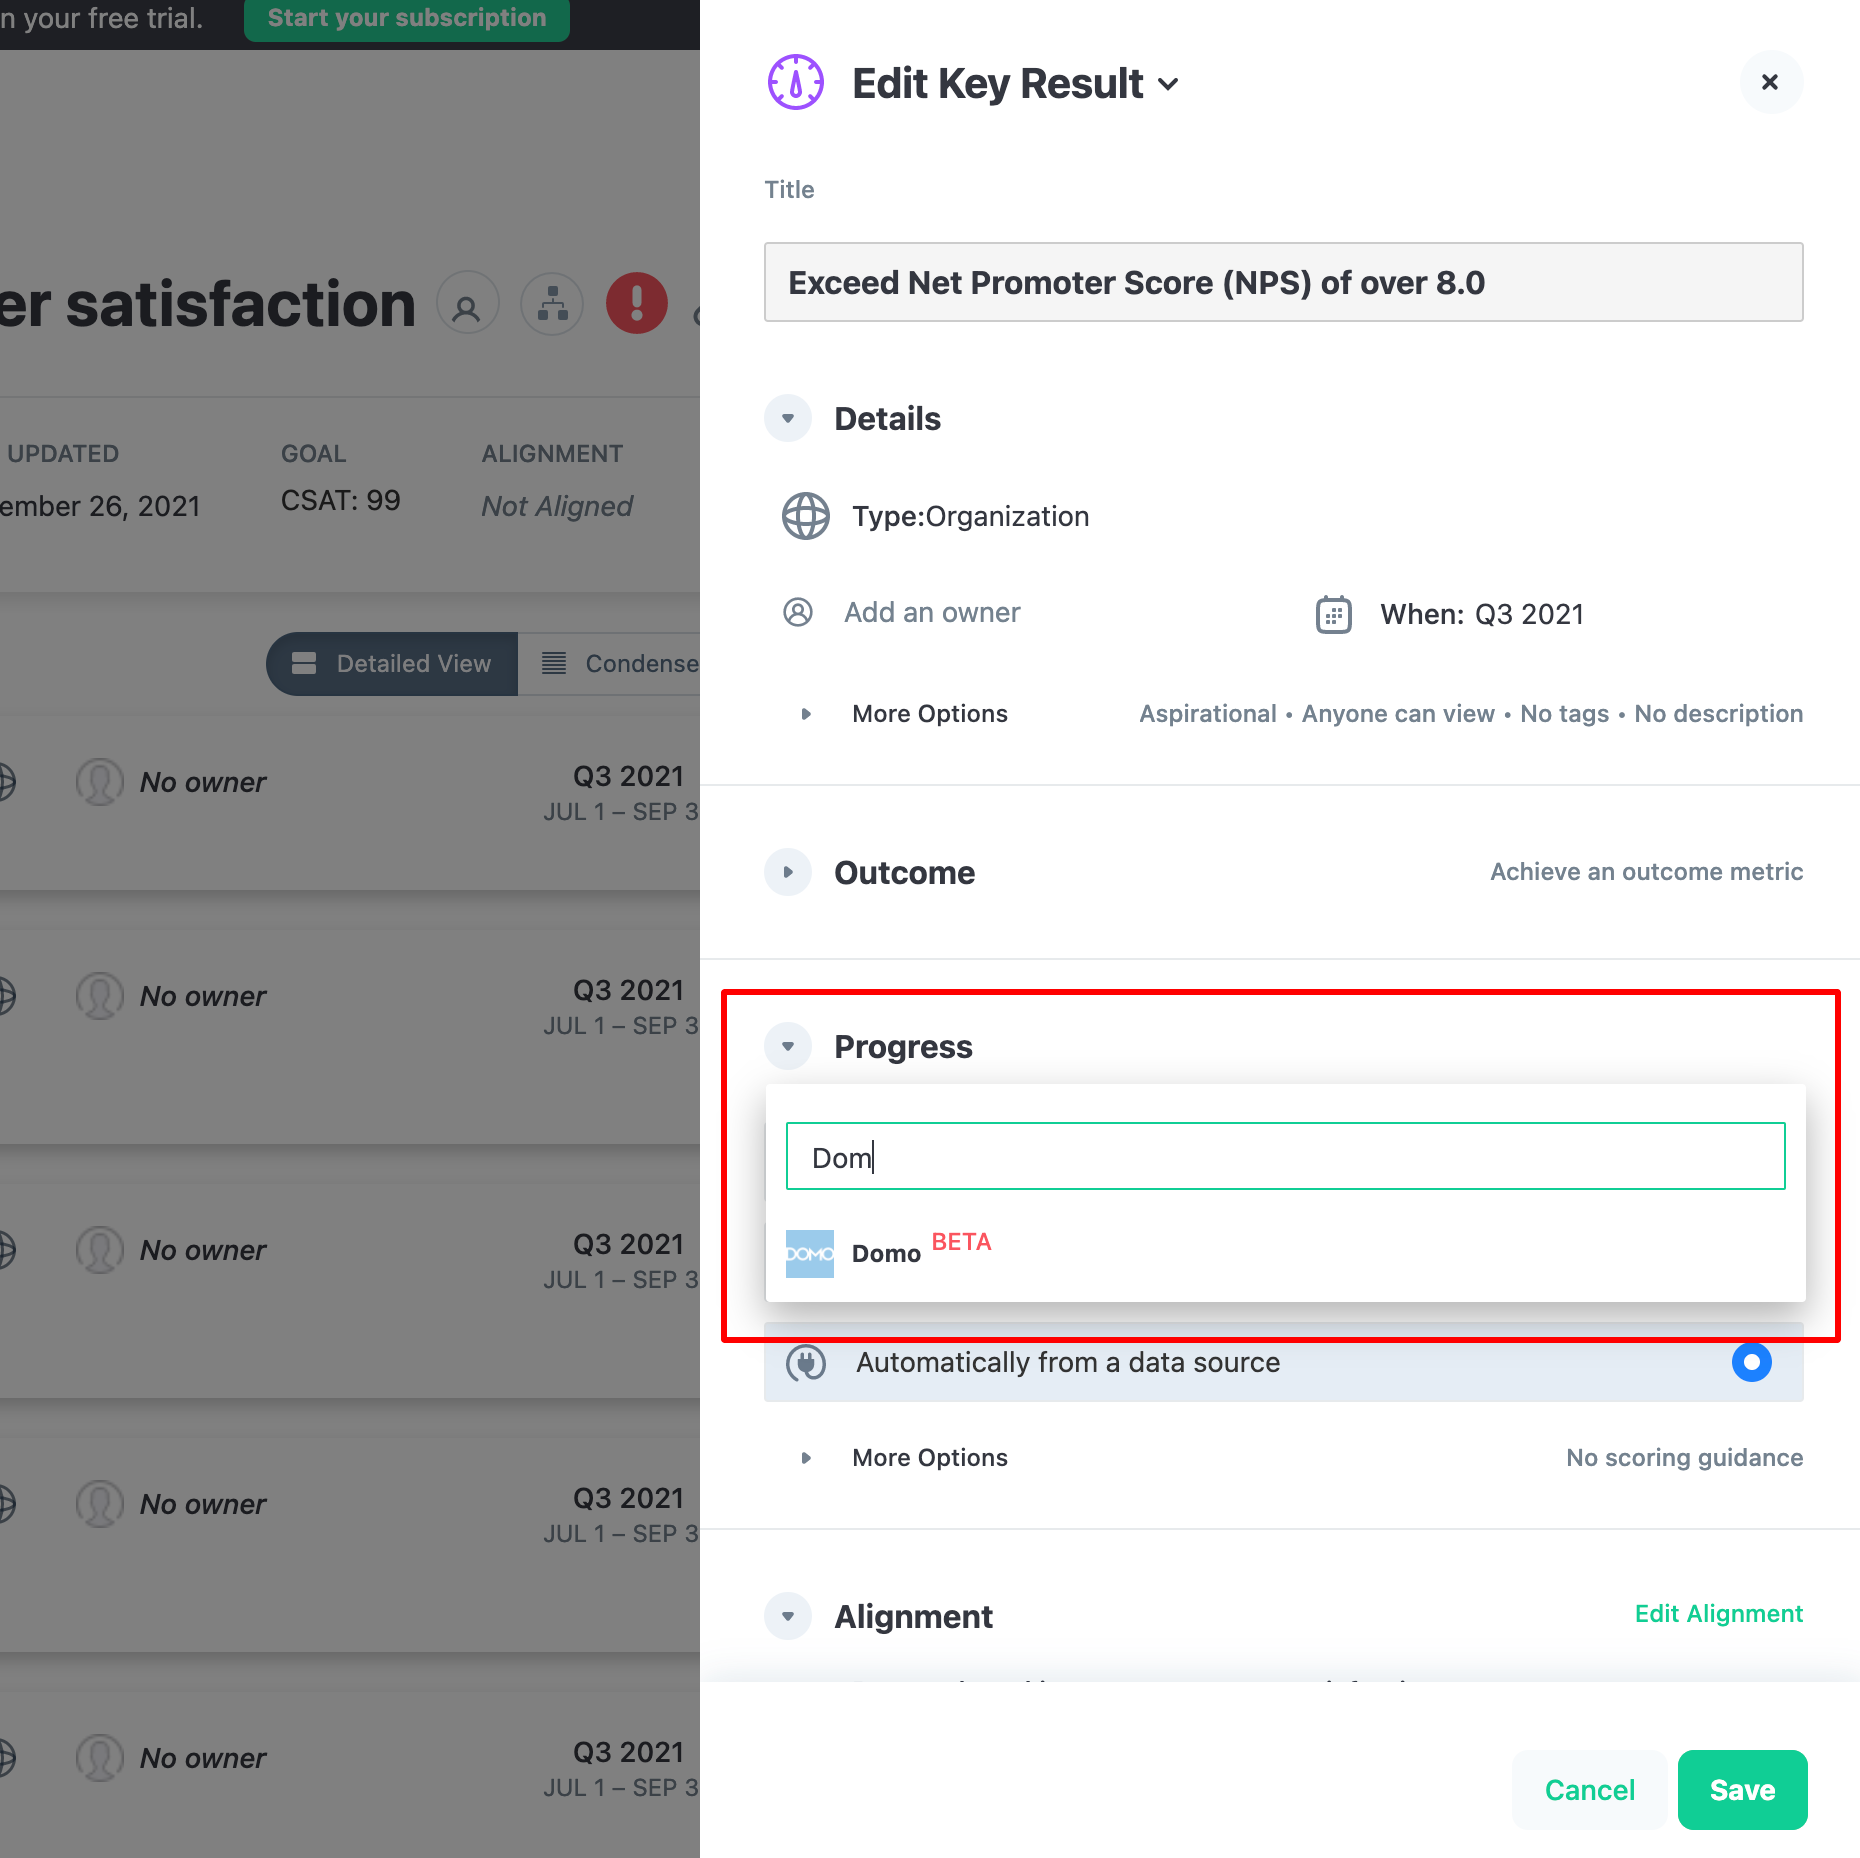 n your free trial.
Start your subscription
er satisfaction
UPDATED
GOAL
ALIGNMENT
ember 26, 2021
CSAT: 99
Not Aligned
Detailed View
Condense
No owner
Q3 2021
JUL 1 – SEP 3
No owner
Q3 2021
JUL 1 – SEP 3
No owner
Q3 2021
JUL 1 – SEP 3
No owner
Q3 2021
JUL 1 – SEP 3
No owner
Q3 2021
JUL 1 – SEP 3
Edit Key Result
Title
Exceed Net Promoter Score (NPS) of over 8.0
Details
Type:Organization
Add an owner
When: Q3 2021
More Options
Aspirational • Anyone can view • No tags • No description
Outcome
Achieve an outcome metric
Progress
Dom
DOMO
Domo BETA
Automatically from a data source
More Options
No scoring guidance
Alignment
Edit Alignment
Cancel
Save